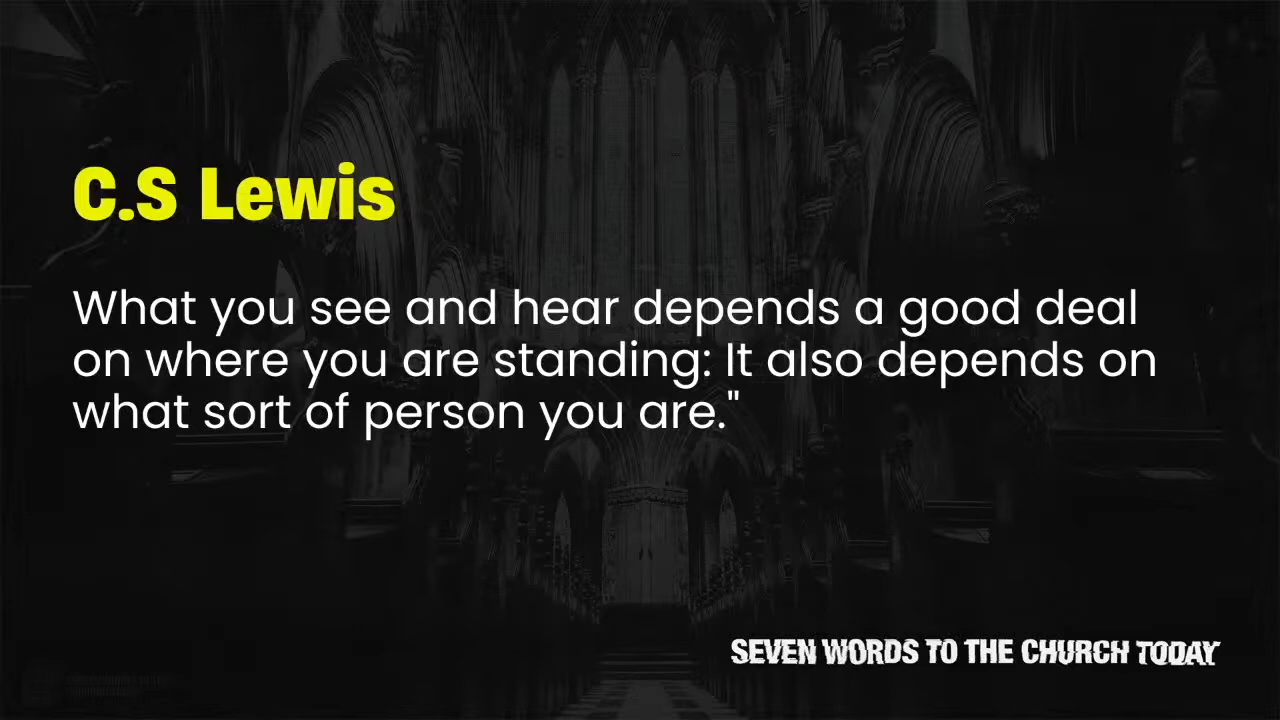 C.S Lewis
What you see and hear depends a good deal
on where you are standing: It also depends on
what sort of person you are."
SEVEN WORDS TO THE CHURCH TODAY